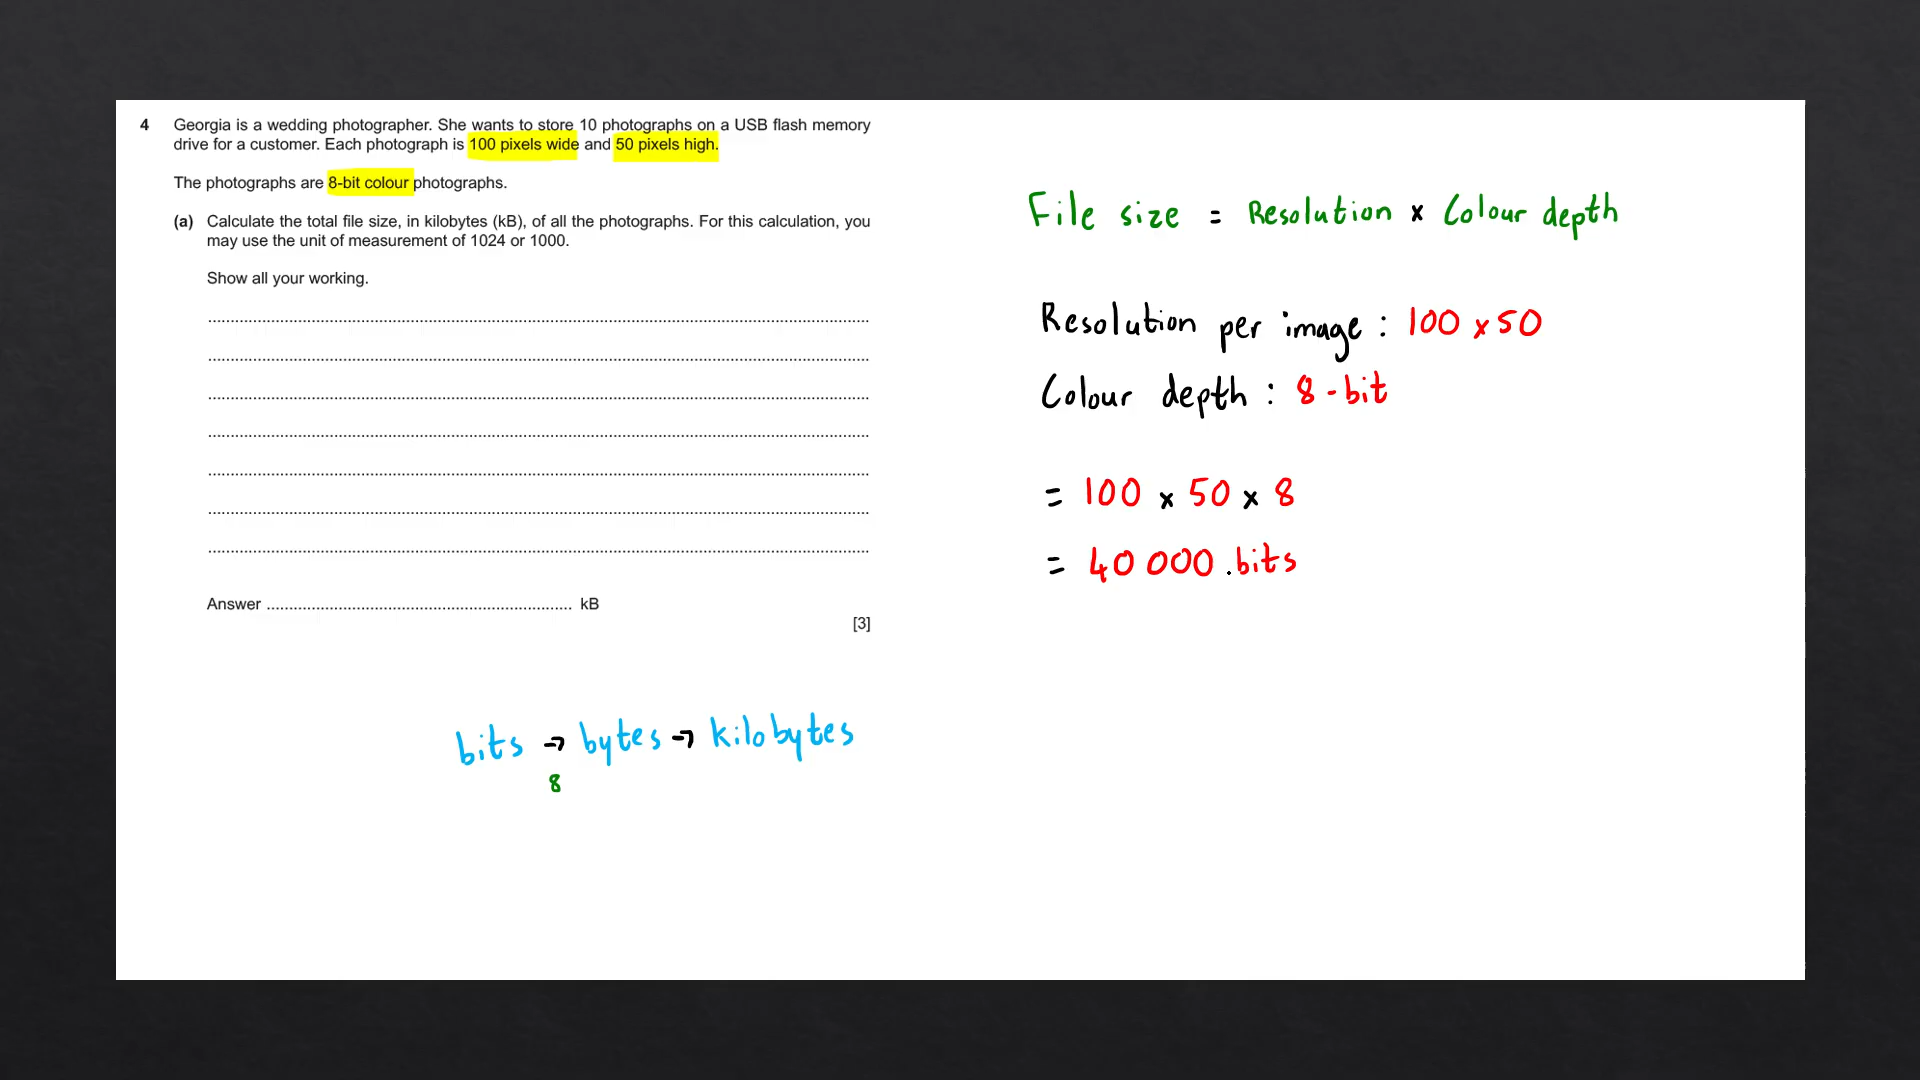 4 Georgia is a wedding photographer. She wants to store 10 photographs on a USB flash memory
drive for a customer. Each photograph is 100 pixels wide and 50 pixels high.
The photographs are 8-bit colour photographs.
(a) Calculate the total file size, in kilobytes (kB), of all the photographs. For this calculation, you
may use the unit of measurement of 1024 or 1000.
Show all your working.
Answer ........................................ kB
[3]
bits → bytes → kilobytes
8
File size = Resolution x Colour depth
Resolution per image : 100 x 50
Colour depth : 8-bit
= 100 x 50 x 8
= 40 000 .bits